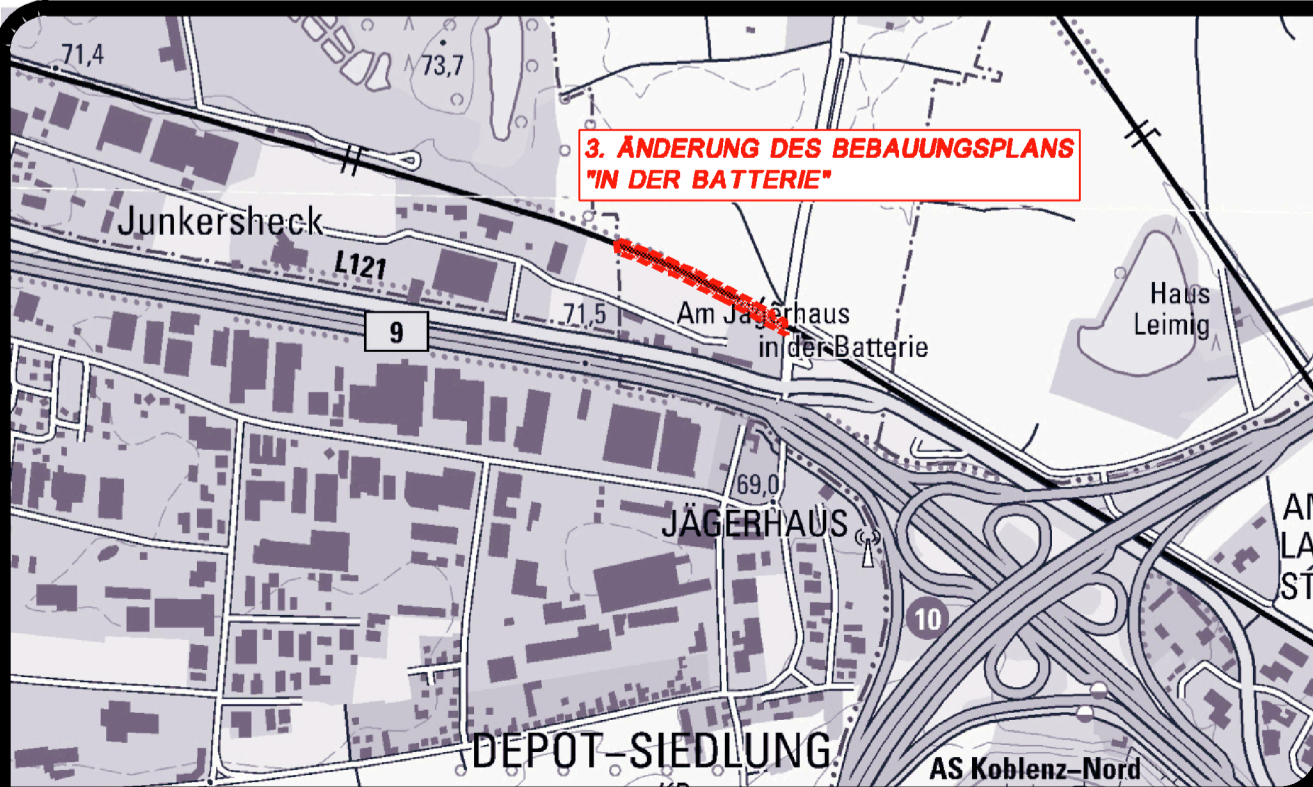 71,4
73,7
3. ÄNDERUNG DES BEBAUUNGSPLANS
"IN DER BATTERIE"
Junkersheck
L121
9
71,5
Am Jägerhaus
in der Batterie
Haus
Leimig
69,0
JÄGERHAUS
10
DEPOT–SIEDLUNG
AS Koblenz–Nord